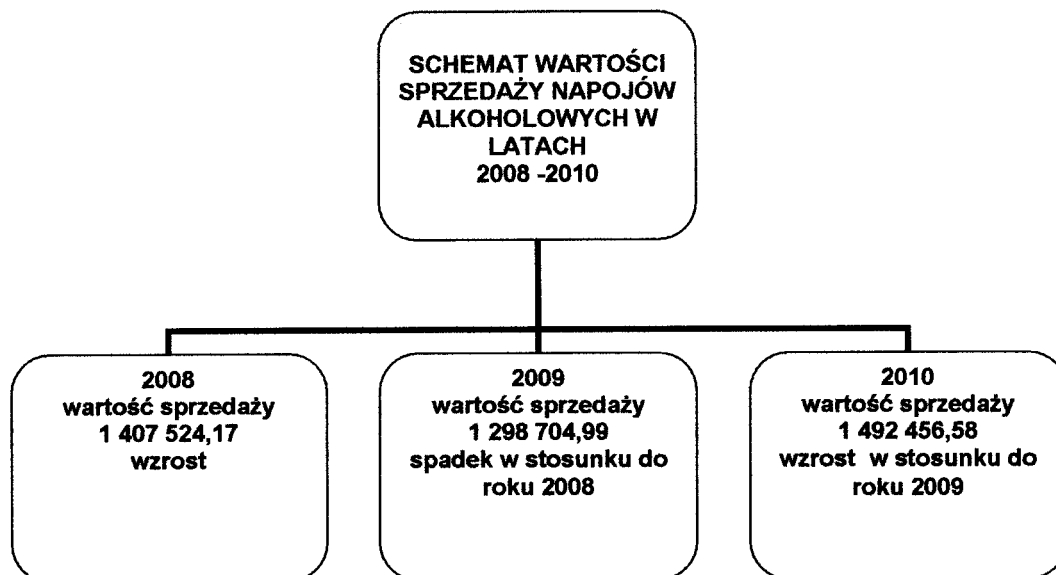 SCHEMAT WARTOŚCI
SPRZEDAŻY NAPOJÓW
ALKOHOLOWYCH W
LATACH
2008 -2010
2008
wartość sprzedaży
1 407 524,17
wzrost
2009
wartość sprzedaży
1 298 704,99
spadek w stosunku do
roku 2008
2010
wartość sprzedaży
1 492 456,58
wzrost w stosunku do
roku 2009